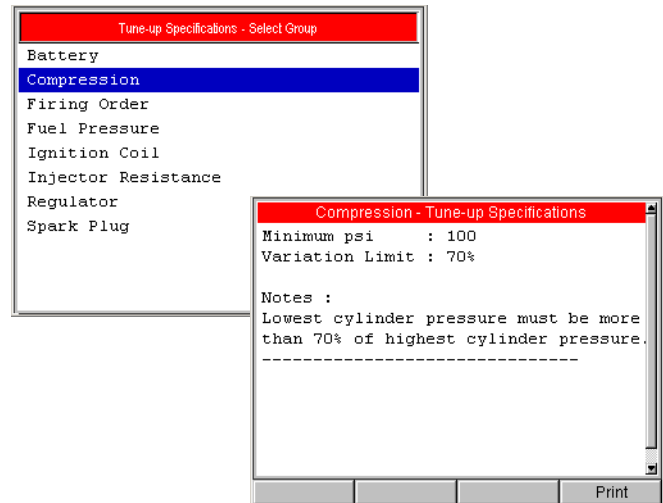 Tune-up Specifications - Select Group
Battery
Compression
Firing Order
Fuel Pressure
Ignition Coil
Injector Resistance
Regulator
Spark Plug
Compression - Tune-up Specifications
Minimum psi : 100
Variation Limit : 70%
Notes :
Lowest cylinder pressure must be more
than 70% of highest cylinder pressure.
--------------------------------
Print